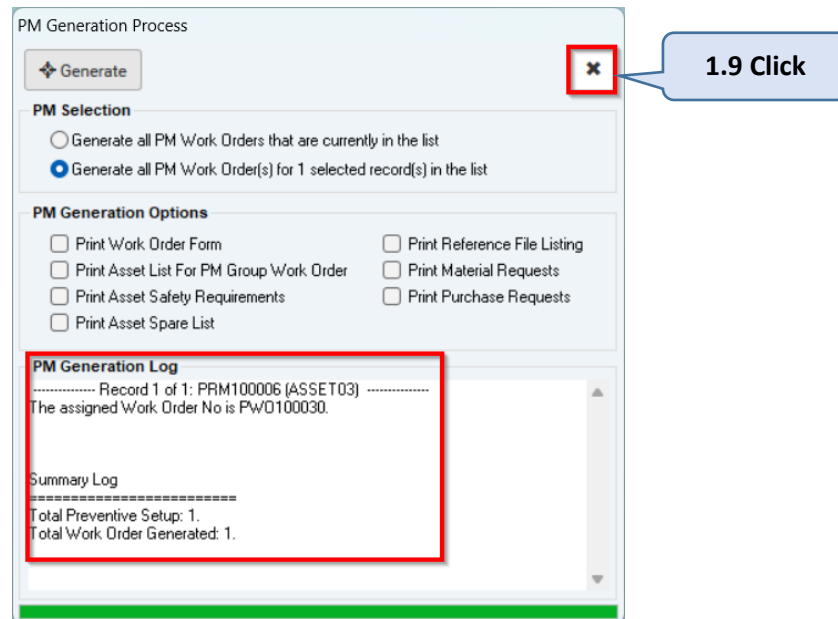 PM Generation Process
Generate
1.9 Click
PM Selection
Generate all PM Work Orders that are currently in the list
Generate all PM Work Order(s) for 1 selected record(s) in the list
PM Generation Options
Print Work Order Form
Print Reference File Listing
Print Asset List For PM Group Work Order
Print Material Requests
Print Asset Safety Requirements
Print Purchase Requests
Print Asset Spare List
PM Generation Log
--------------- Record 1 of 1: PRM100006 (ASSET03) ---------------
The assigned Work Order No is PWO100030.
Summary Log
==========================
Total Preventive Setup: 1.
Total Work Order Generated: 1.